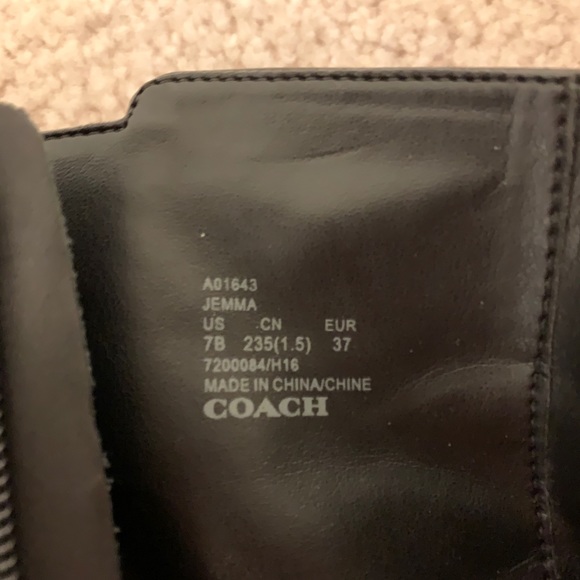 A01643
JEMMA
US CN EUR
7B 235(1.5) 37
7200084/H16
MADE IN CHINA/CHINE
COACH